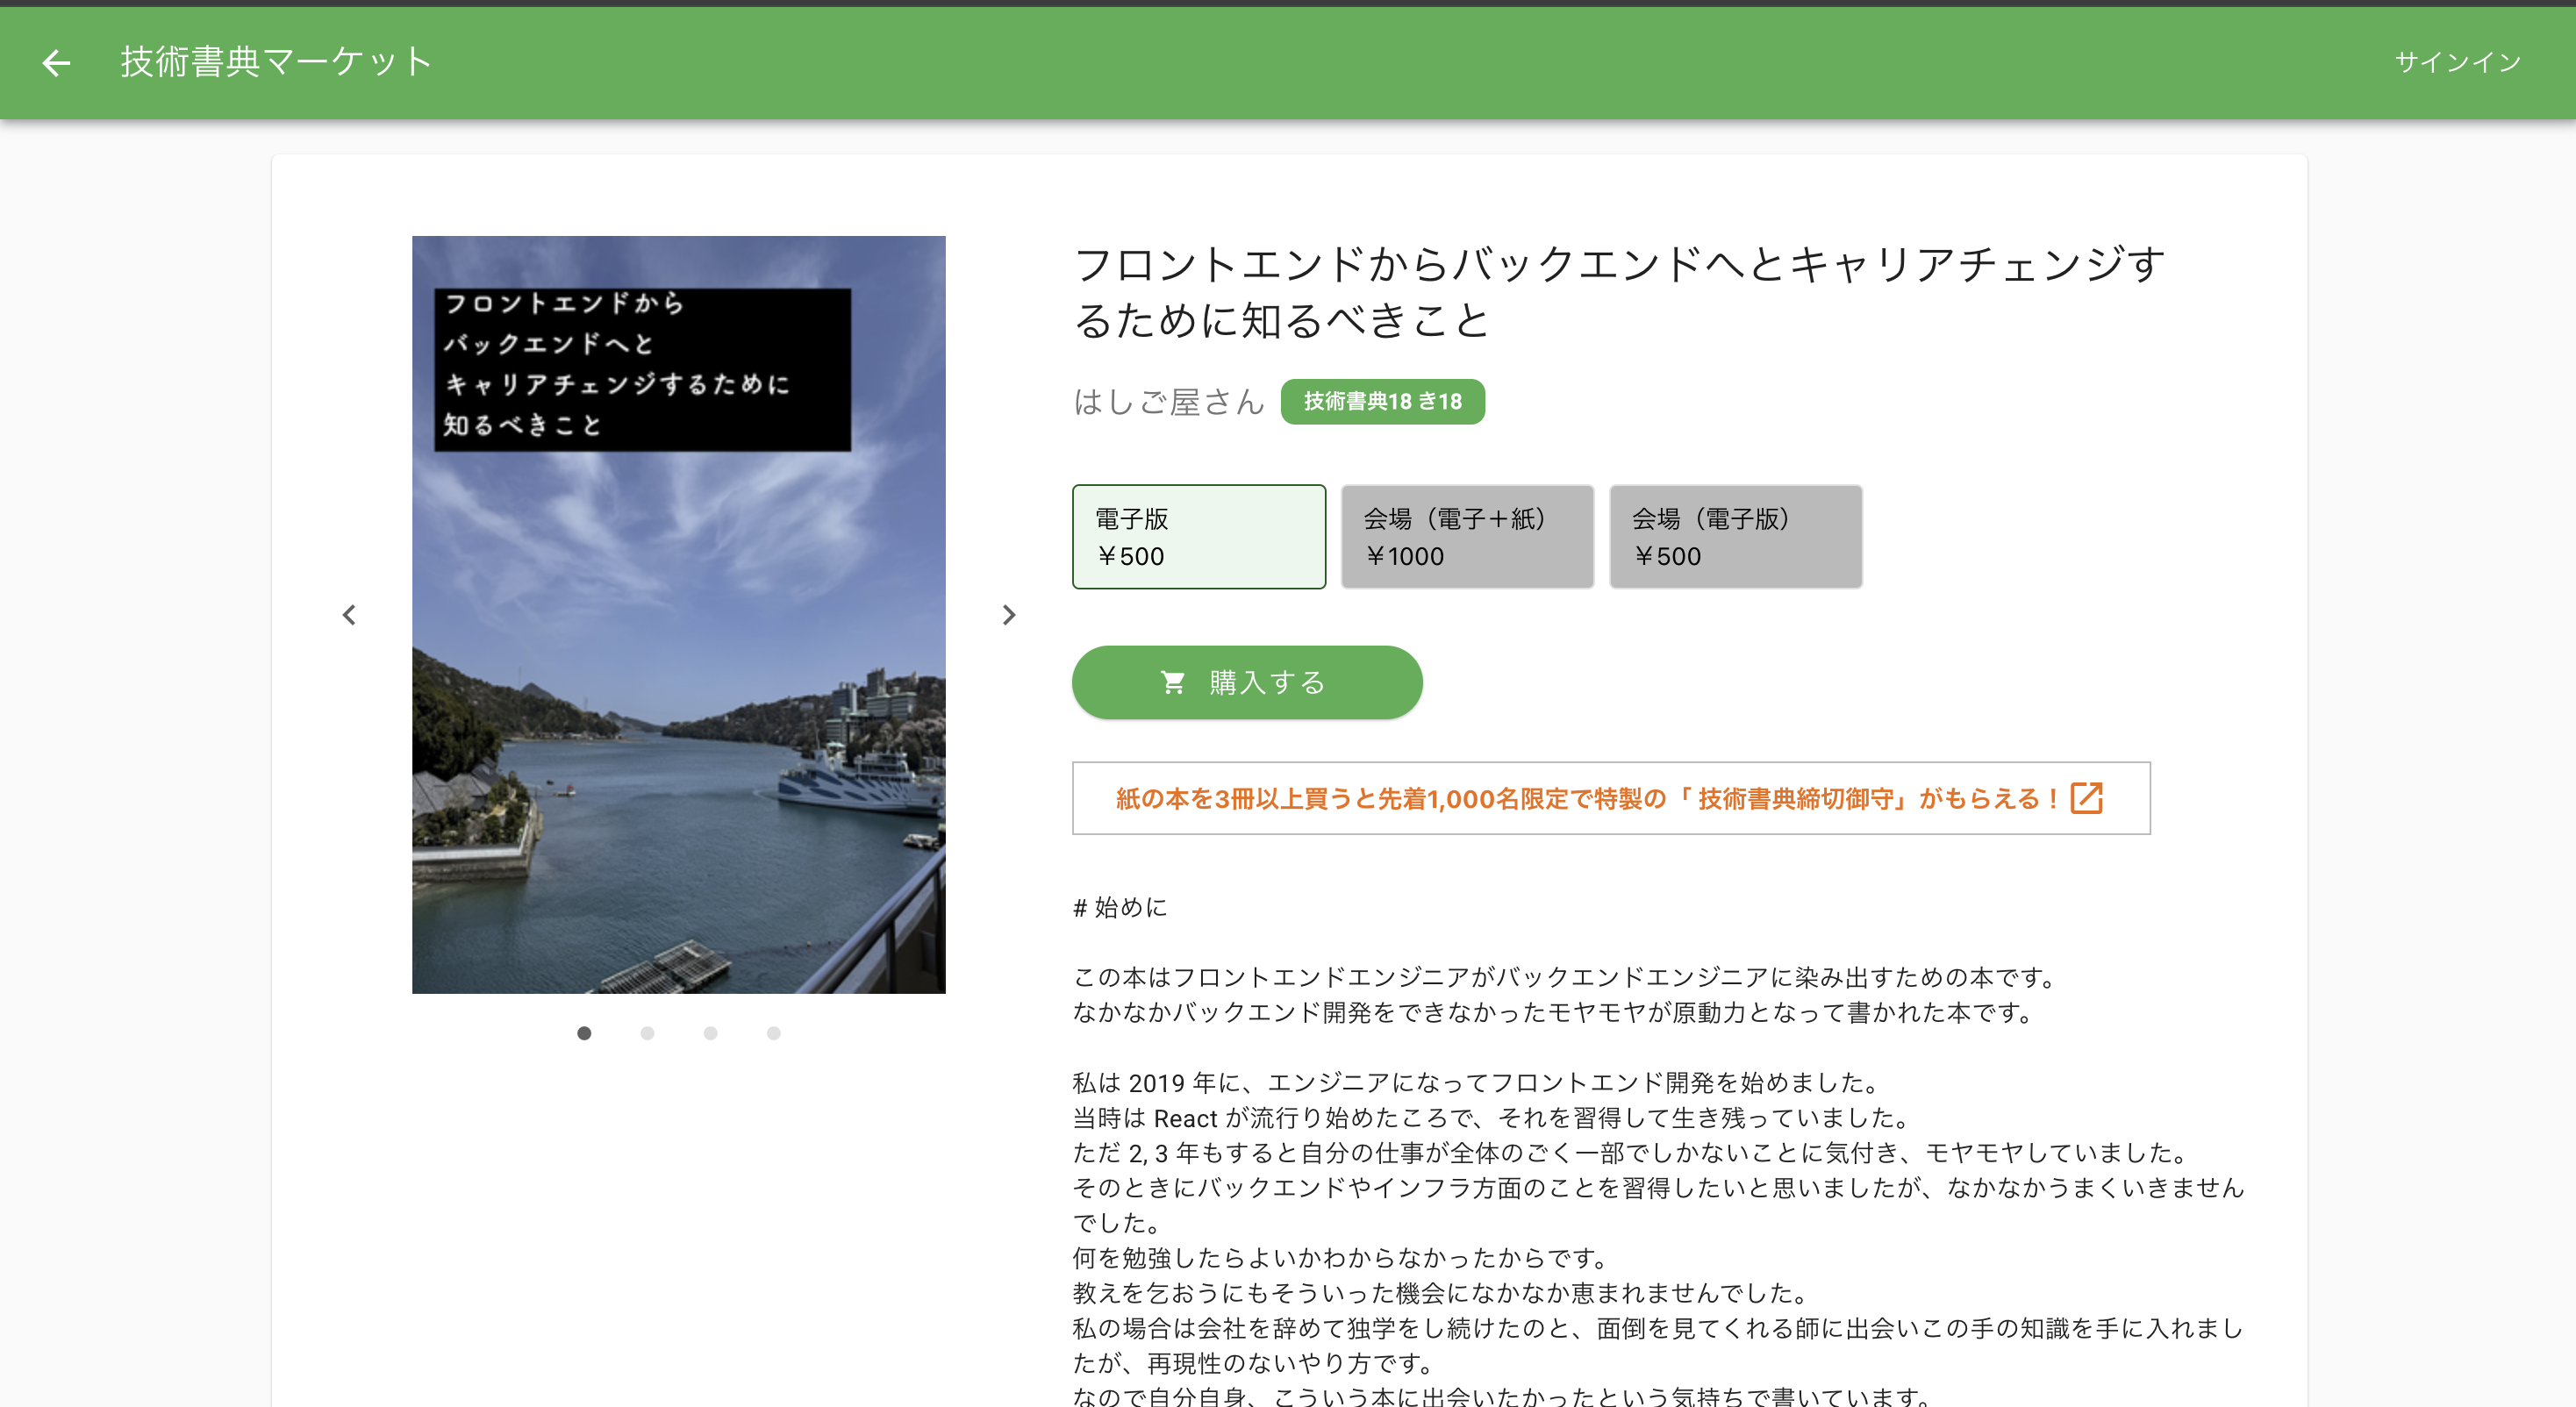 技術書典マーケット
サインイン
フロントエンドから
バックエンドへと
キャリアチェンジするために
知るべきこと
フロントエンドからバックエンドへとキャリアチェンジす
るために知るべきこと
はしご屋さん
技術書典18 き18
電子版
￥500
会場（電子＋紙）
￥1000
会場（電子版）
￥500
購入する
紙の本を3冊以上買うと先着1,000名限定で特製の「 技術書典締切御守」がもらえる！
# 始めに
この本はフロントエンドエンジニアがバックエンドエンジニアに染み出すための本です。
なかなかバックエンド開発をできなかったモヤモヤが原動力となって書かれた本です。
私は 2019 年に、エンジニアになってフロントエンド開発を始めました。
当時は React が流行り始めたころで、それを習得して生き残っていました。
ただ 2, 3 年もすると自分の仕事が全体のごく一部でしかないことに気付き、モヤモヤしていました。
そのときにバックエンドやインフラ方面のことを習得したいと思いましたが、なかなかうまくいきません
でした。
何を勉強したらよいかわからなかったからです。
教えを乞おうにもそういった機会になかなか恵まれませんでした。
私の場合は会社を辞めて独学をし続けたのと、面倒を見てくれる師に出会いこの手の知識を手に入れまし
たが、再現性のないやり方です。
なので自分自身、こういう本に出会いたかったという気持ちで書いています。